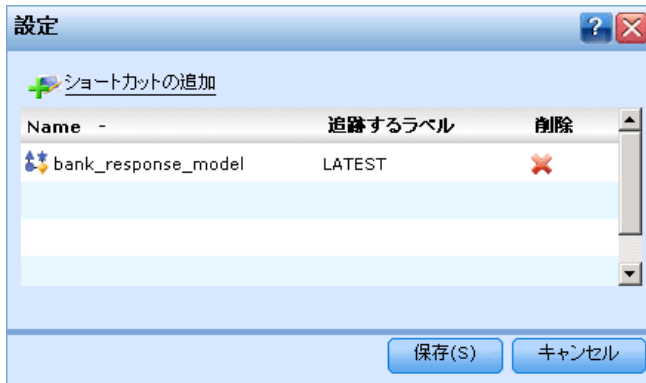 設定
?
ショートカットの追加
Name - 追跡するラベル 削除
bank_response_model LATEST
保存(S) キャンセル